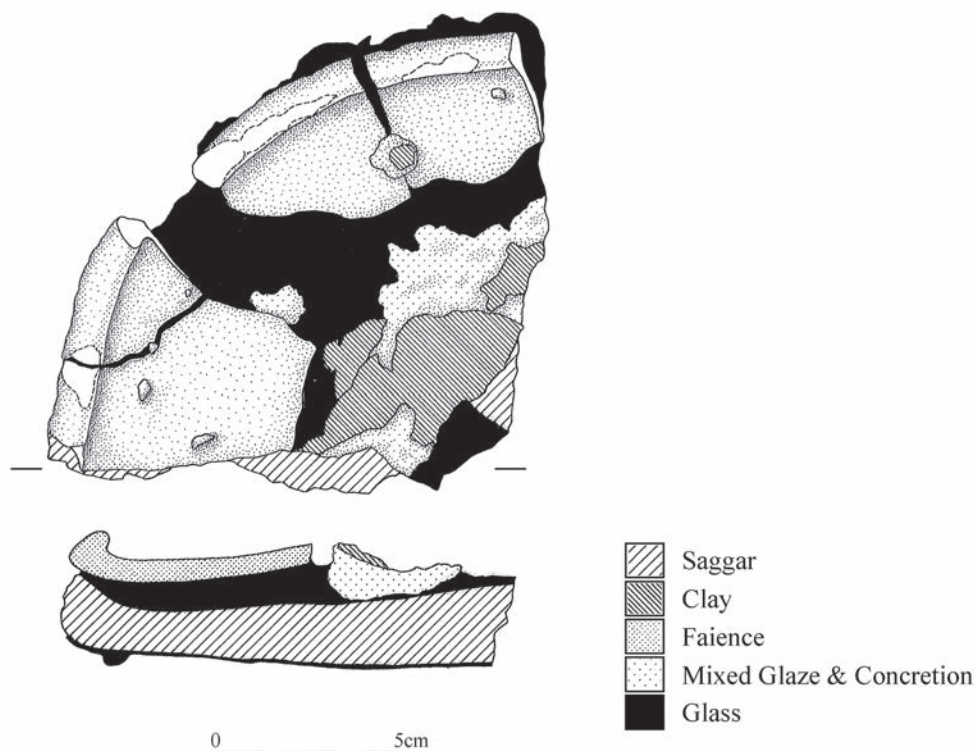 Saggar
Clay
Faience
Mixed Glaze & Concretion
Glass
0 5cm